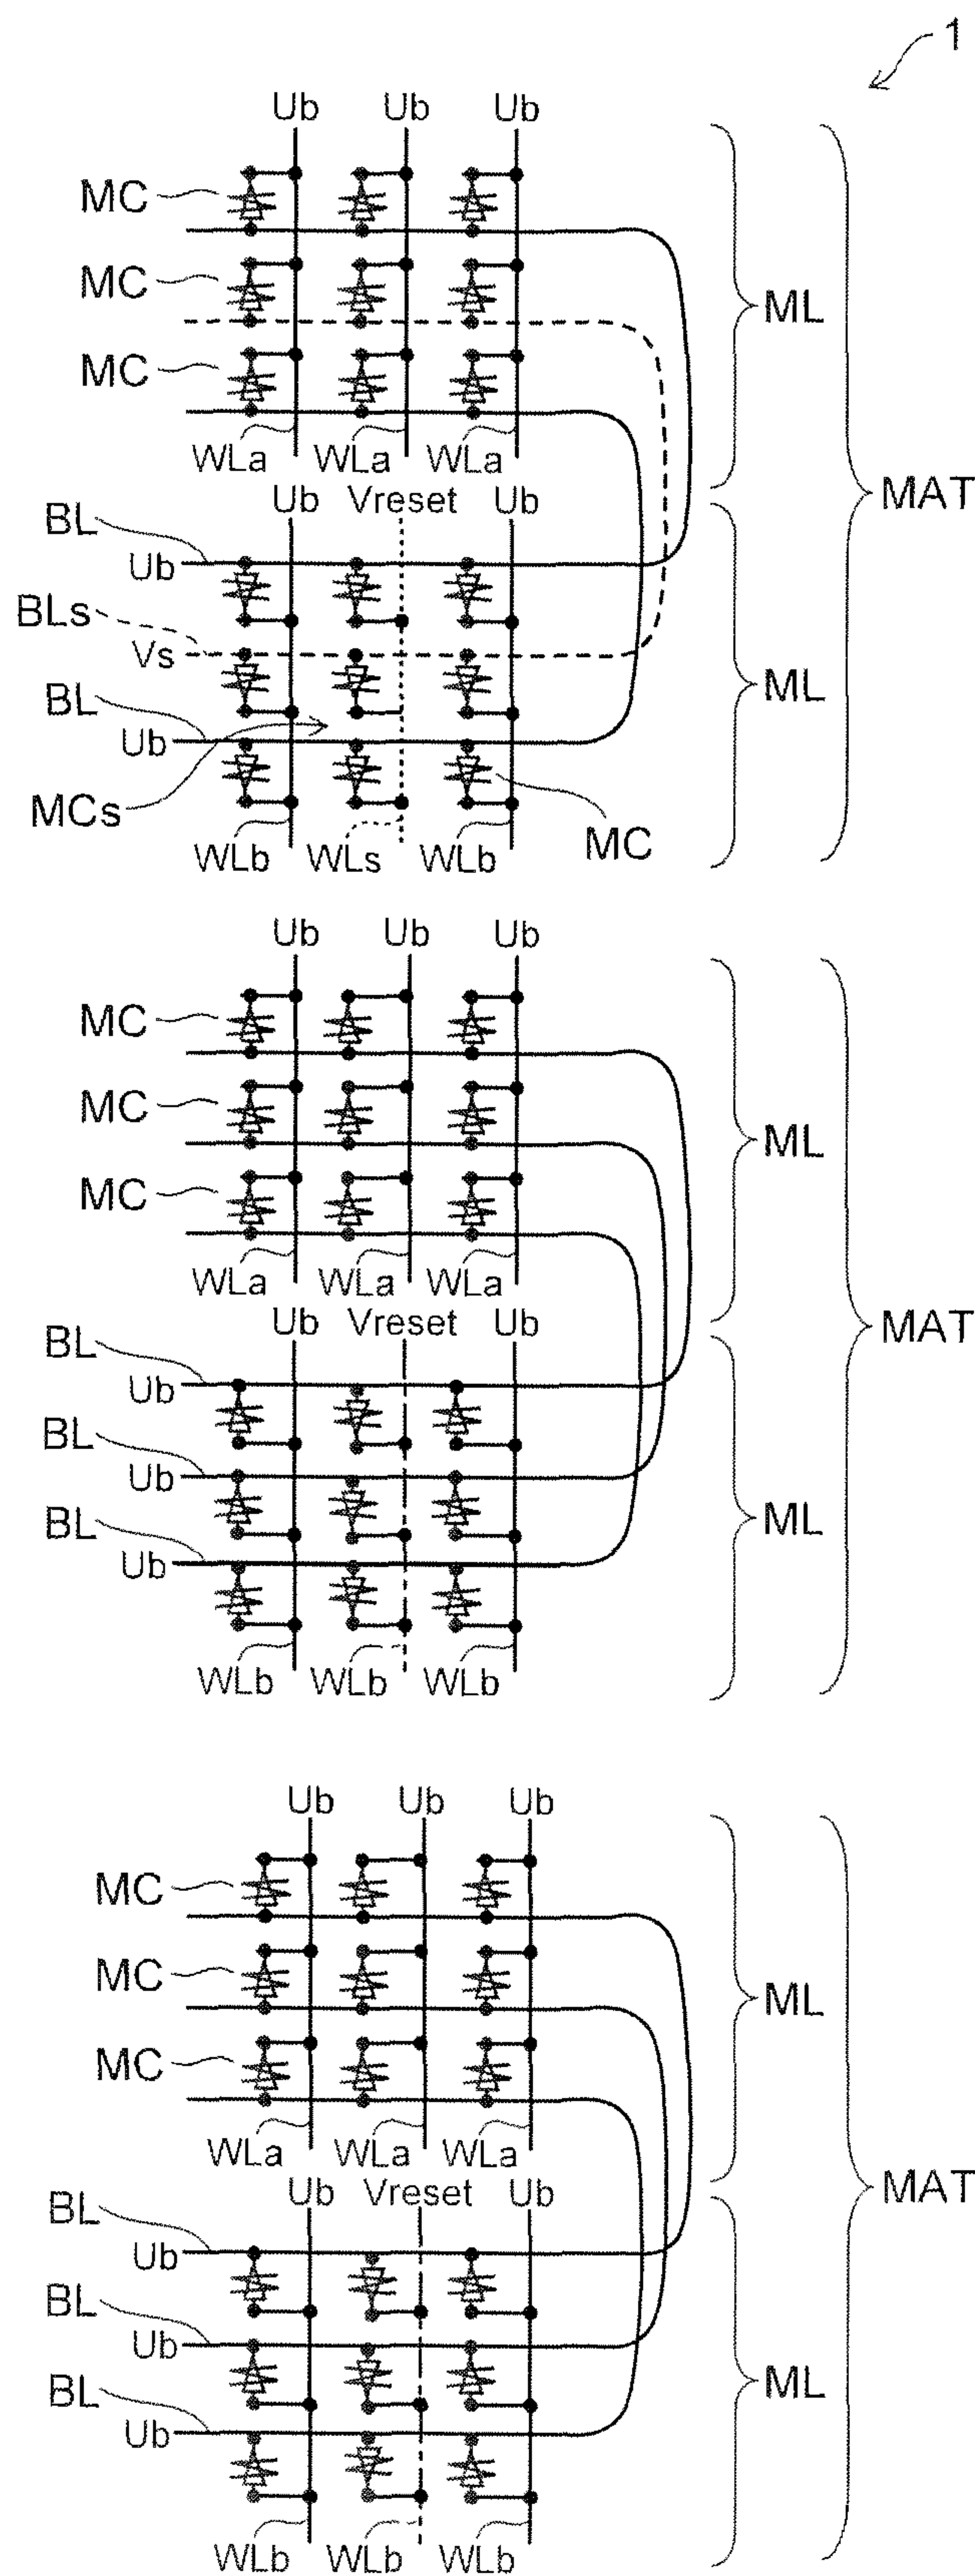 1
Ub Ub Ub
MC
MC
ML
MC
WLa WLa WLa
Ub Vreset Ub
MAT
BL
Ub
BLs
Vs
ML
BL
Ub
MCs
MC
WLb WLs WLb
Ub Ub Ub
MC
MC
ML
MC
WLa WLa WLa
Ub Vreset Ub
MAT
BL
Ub
BL
Ub
ML
BL
Ub
WLb WLb WLb
Ub Ub Ub
MC
MC
ML
MC
WLa WLa WLa
Ub Vreset Ub
MAT
BL
Ub
BL
Ub
ML
BL
Ub
WLb WLb WLb